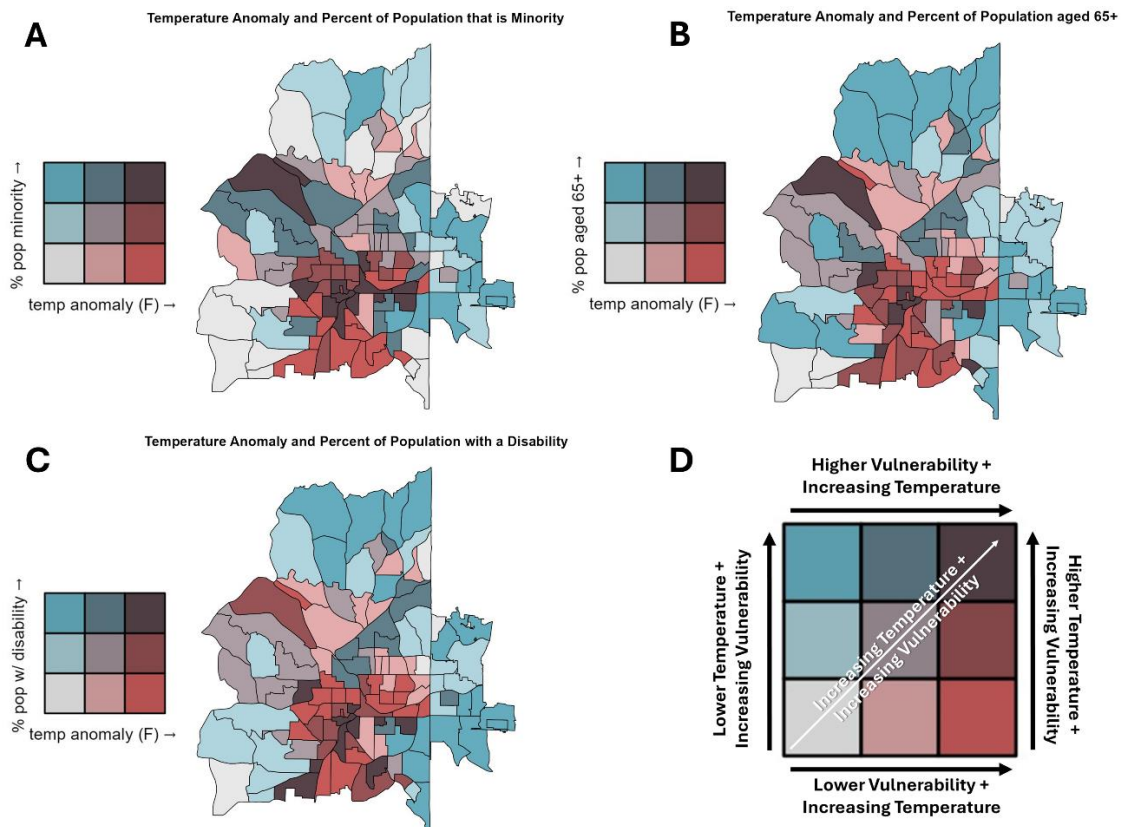 Temperature Anomaly and Percent of Population that is Minority
A
% pop minority →
temp anomaly (F) →
Temperature Anomaly and Percent of Population aged 65+
B
% pop aged 65+ →
temp anomaly (F) →
Temperature Anomaly and Percent of Population with a Disability
C
% pop w/ disability →
temp anomaly (F) →
D
Higher Vulnerability +
Increasing Temperature
Lower Temperature +
Increasing Vulnerability
Increasing Temperature +
Increasing Vulnerability
Higher Temperature +
Increasing Vulnerability
Lower Vulnerability +
Increasing Temperature